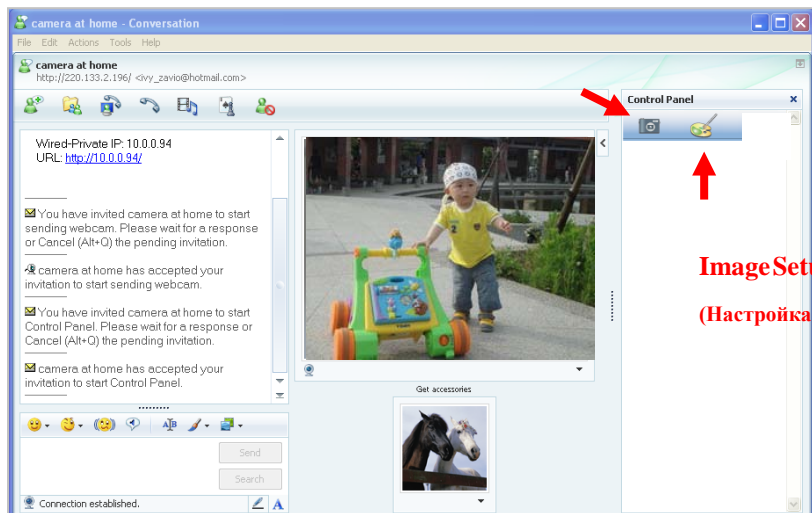 camera at home - Conversation
File Edit Actions Tools Help
camera at home
http://220.133.2.196/ <ivy_zavio@hotmail.com>
Wired-Private IP: 10.0.0.94
URL: http://10.0.0.94/
You have invited camera at home to start
sending webcam. Please wait for a response
or Cancel (Alt+Q) the pending invitation.
camera at home has accepted your
invitation to start sending webcam.
You have invited camera at home to start
Control Panel. Please wait for a response or
Cancel (Alt+Q) the pending invitation.
camera at home has accepted your
invitation to start Control Panel.
Send
Search
Connection established.
Get accessories
Control Panel
Image Setu
(Настройка